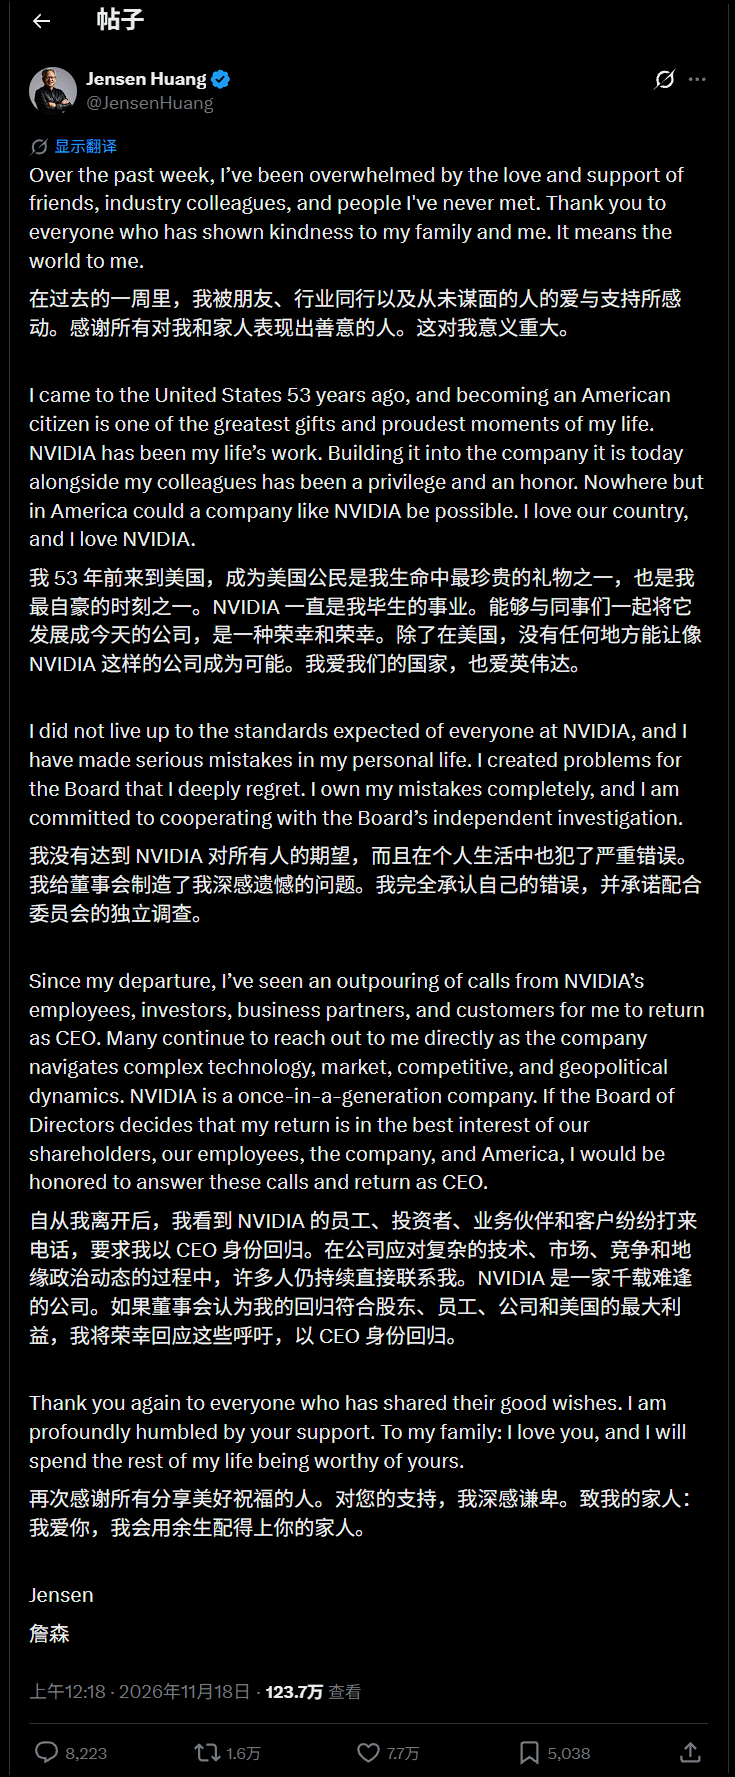 帖子
Jensen Huang
@JensenHuang
显示翻译
Over the past week, I’ve been overwhelmed by the love and support of
friends, industry colleagues, and people I've never met. Thank you to
everyone who has shown kindness to my family and me. It means the
world to me.
在过去的一周里，我被朋友、行业同行以及从未谋面的人的爱与支持所感
动。感谢所有对我和家人表现出善意的人。这对我意义重大。
I came to the United States 53 years ago, and becoming an American
citizen is one of the greatest gifts and proudest moments of my life.
NVIDIA has been my life’s work. Building it into the company it is today
alongside my colleagues has been a privilege and an honor. Nowhere but
in America could a company like NVIDIA be possible. I love our country,
and I love NVIDIA.
我 53 年前来到美国，成为美国公民是我生命中最珍贵的礼物之一，也是我
最自豪的时刻之一。NVIDIA 一直是我毕生的事业。能够与同事们一起将它
发展成今天的公司，是一种荣幸和荣幸。除了在美国，没有任何地方能让像
NVIDIA 这样的公司成为可能。我爱我们的国家，也爱英伟达。
I did not live up to the standards expected of everyone at NVIDIA, and I
have made serious mistakes in my personal life. I created problems for
the Board that I deeply regret. I own my mistakes completely, and I am
committed to cooperating with the Board’s independent investigation.
我没有达到 NVIDIA 对所有人的期望，而且在个人生活中也犯了严重错误。
我给董事会制造了我深感遗憾的问题。我完全承认自己的错误，并承诺配合
委员会的独立调查。
Since my departure, I’ve seen an outpouring of calls from NVIDIA’s
employees, investors, business partners, and customers for me to return
as CEO. Many continue to reach out to me directly as the company
navigates complex technology, market, competitive, and geopolitical
dynamics. NVIDIA is a once-in-a-generation company. If the Board of
Directors decides that my return is in the best interest of our
shareholders, our employees, the company, and America, I would be
honored to answer these calls and return as CEO.
自从我离开后，我看到 NVIDIA 的员工、投资者、业务伙伴和客户纷纷打来
电话，要求我以 CEO 身份回归。在公司应对复杂的技术、市场、竞争和地
缘政治动态的过程中，许多人仍持续直接联系我。NVIDIA 是一家千载难逢
的公司。如果董事会认为我的回归符合股东、员工、公司和美国的最大利
益，我将荣幸回应这些呼吁，以 CEO 身份回归。
Thank you again to everyone who has shared their good wishes. I am
profoundly humbled by your support. To my family: I love you, and I will
spend the rest of my life being worthy of yours.
再次感谢所有分享美好祝福的人。对您的支持，我深感谦卑。致我的家人：
我爱你，我会用余生配得上你的家人。
Jensen
詹森
上午12:18 · 2026年11月18日 · 123.7万 查看
8,223 1.6万 7.7万 5,038